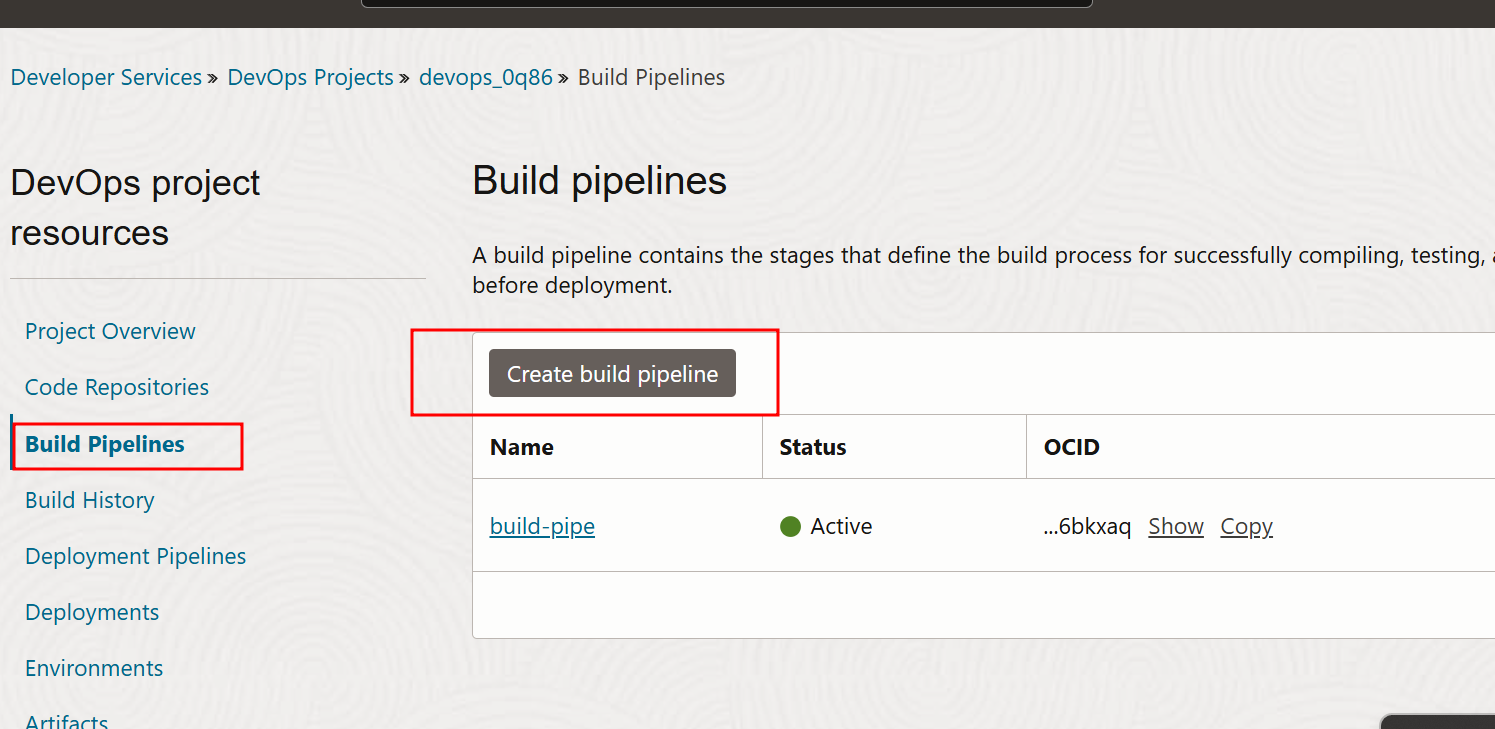 Developer Services » DevOps Projects » devops_0q86 » Build Pipelines
DevOps project
resources
Project Overview
Code Repositories
Build Pipelines
Build History
Deployment Pipelines
Deployments
Environments
Artifacts
Build pipelines
A build pipeline contains the stages that define the build process for successfully compiling, testing,
before deployment.
Create build pipeline
Name Status OCID
build-pipe Active ...6bkxaq Show Copy